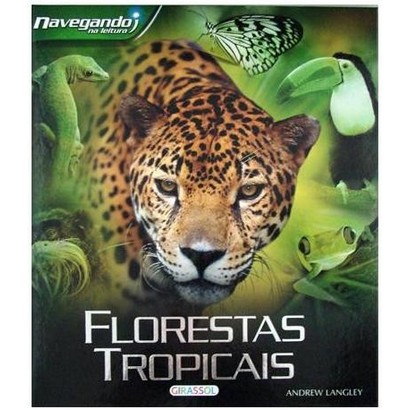 Navegando
na leitura
FLORESTAS
TROPICAIS
GIRASSOL
ANDREW LANGLEY